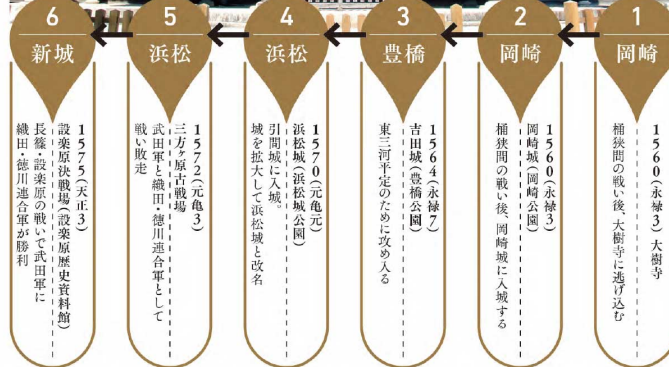 1
岡崎
1560(永禄3) 大樹寺
桶狭間の戦い後、大樹寺に逃げ込む
2
岡崎
1560(永禄3)
岡崎城(岡崎公園)
桶狭間の戦い後、岡崎城に入城する
3
豊橋
1564(永禄7)
吉田城(豊橋公園)
東三河平定のために攻め入る
4
浜松
1570(元亀元)
浜松城(浜松城公園)
引間城に入城。
城を拡大して浜松城と改名
5
浜松
1572(元亀3)
三方ヶ原古戦場
武田軍と織田・徳川連合軍として
戦い敗走
6
新城
1575(天正3)
設楽原決戦場(設楽原歴史資料館)
長篠・設楽原の戦いで武田軍に
織田・徳川連合軍が勝利